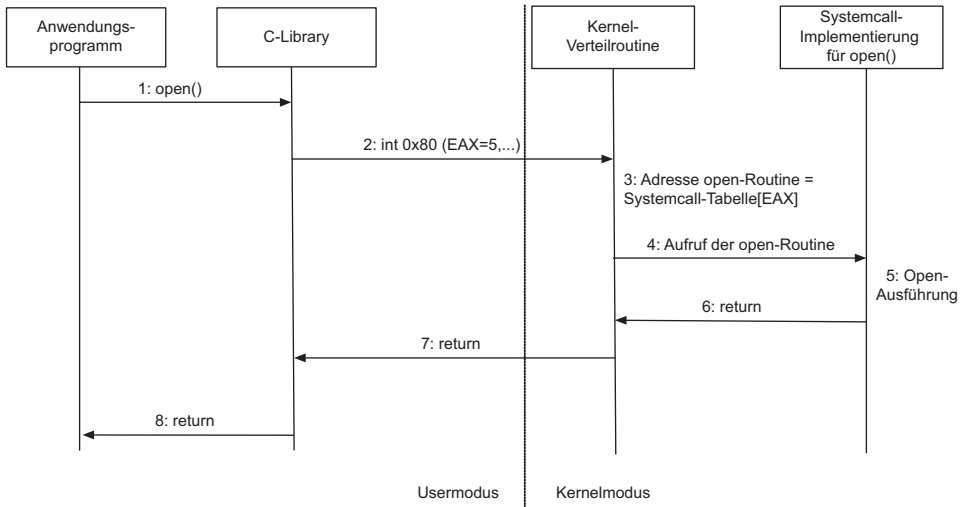 Anwendungs-
programm
C-Library
Kernel-
Verteilroutine
Systemcall-
Implementierung
für open()
1: open()
2: int 0x80 (EAX=5,...)
3: Adresse open-Routine =
Systemcall-Tabelle[EAX]
4: Aufruf der open-Routine
5: Open-
Ausführung
6: return
7: return
8: return
Usermodus
Kernelmodus